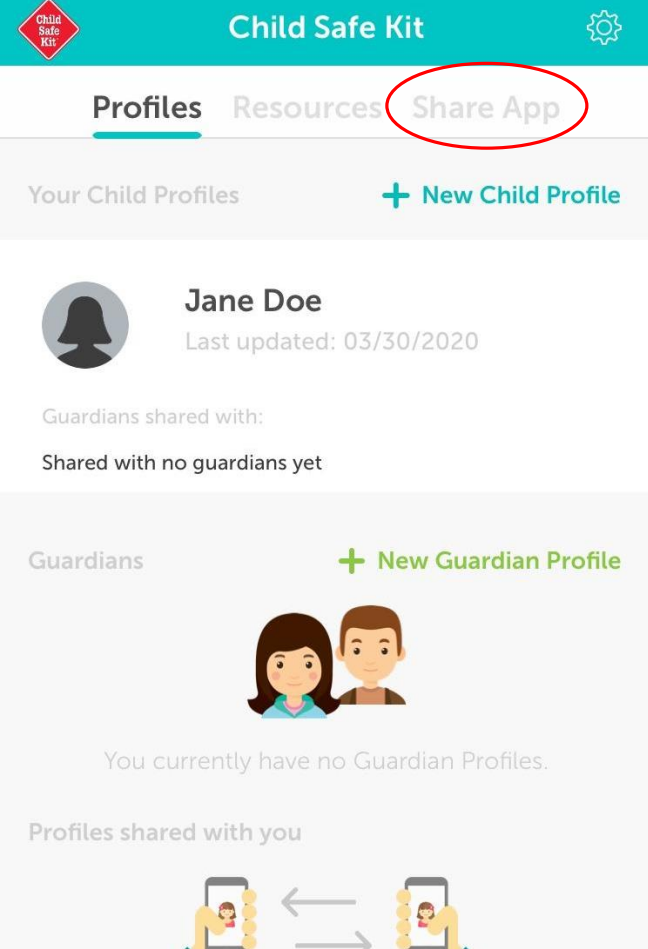 Child
Safe
Kit
Child Safe Kit
Profiles Resources Share App
Your Child Profiles + New Child Profile
Jane Doe
Last updated: 03/30/2020
Guardians shared with:
Shared with no guardians yet
Guardians + New Guardian Profile
You currently have no Guardian Profiles.
Profiles shared with you